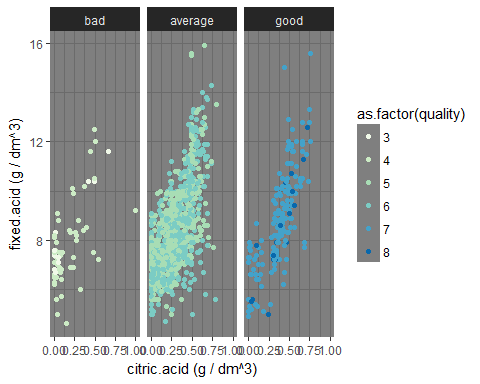 bad average good
16
12
8
fixed.acid (g / dm^3)
0.00 0.25 0.50 0.75 1.00 0.00 0.25 0.50 0.75 1.00 0.00 0.25 0.50 0.75 1.00
citric.acid (g / dm^3)
as.factor(quality)
3
4
5
6
7
8